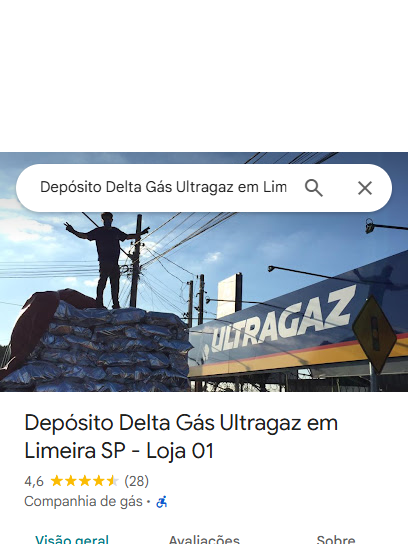 Depósito Delta Gás Ultragaz em Lim
ULTRAGAZ
Depósito Delta Gás Ultragaz em
Limeira SP - Loja 01
4,6 (28)
Companhia de gás ·
Visão geral Avaliações Sobre